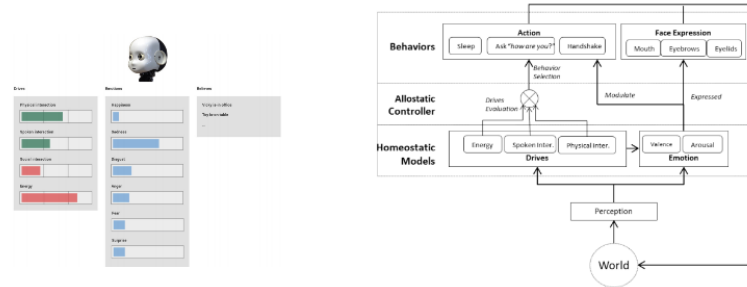 Drives
Emotions
Physical interaction
Spoken interaction
Sound interaction
Energy
Happiness
Sadness
Disgust
Anger
Fear
Surprise
Behaviors
Action
Sleep
Ask "how are you?"
Handshake
Face Expression
Mouth
Eyebrows
Eyelids
Behavior
Selection
Allostatic
Controller
Drives
Evaluation
Modulate
Expressed
Homeostatic
Models
Energy
Spoken Inter.
Physical Inter.
Drives
Valence
Arousal
Emotion
Perception
World